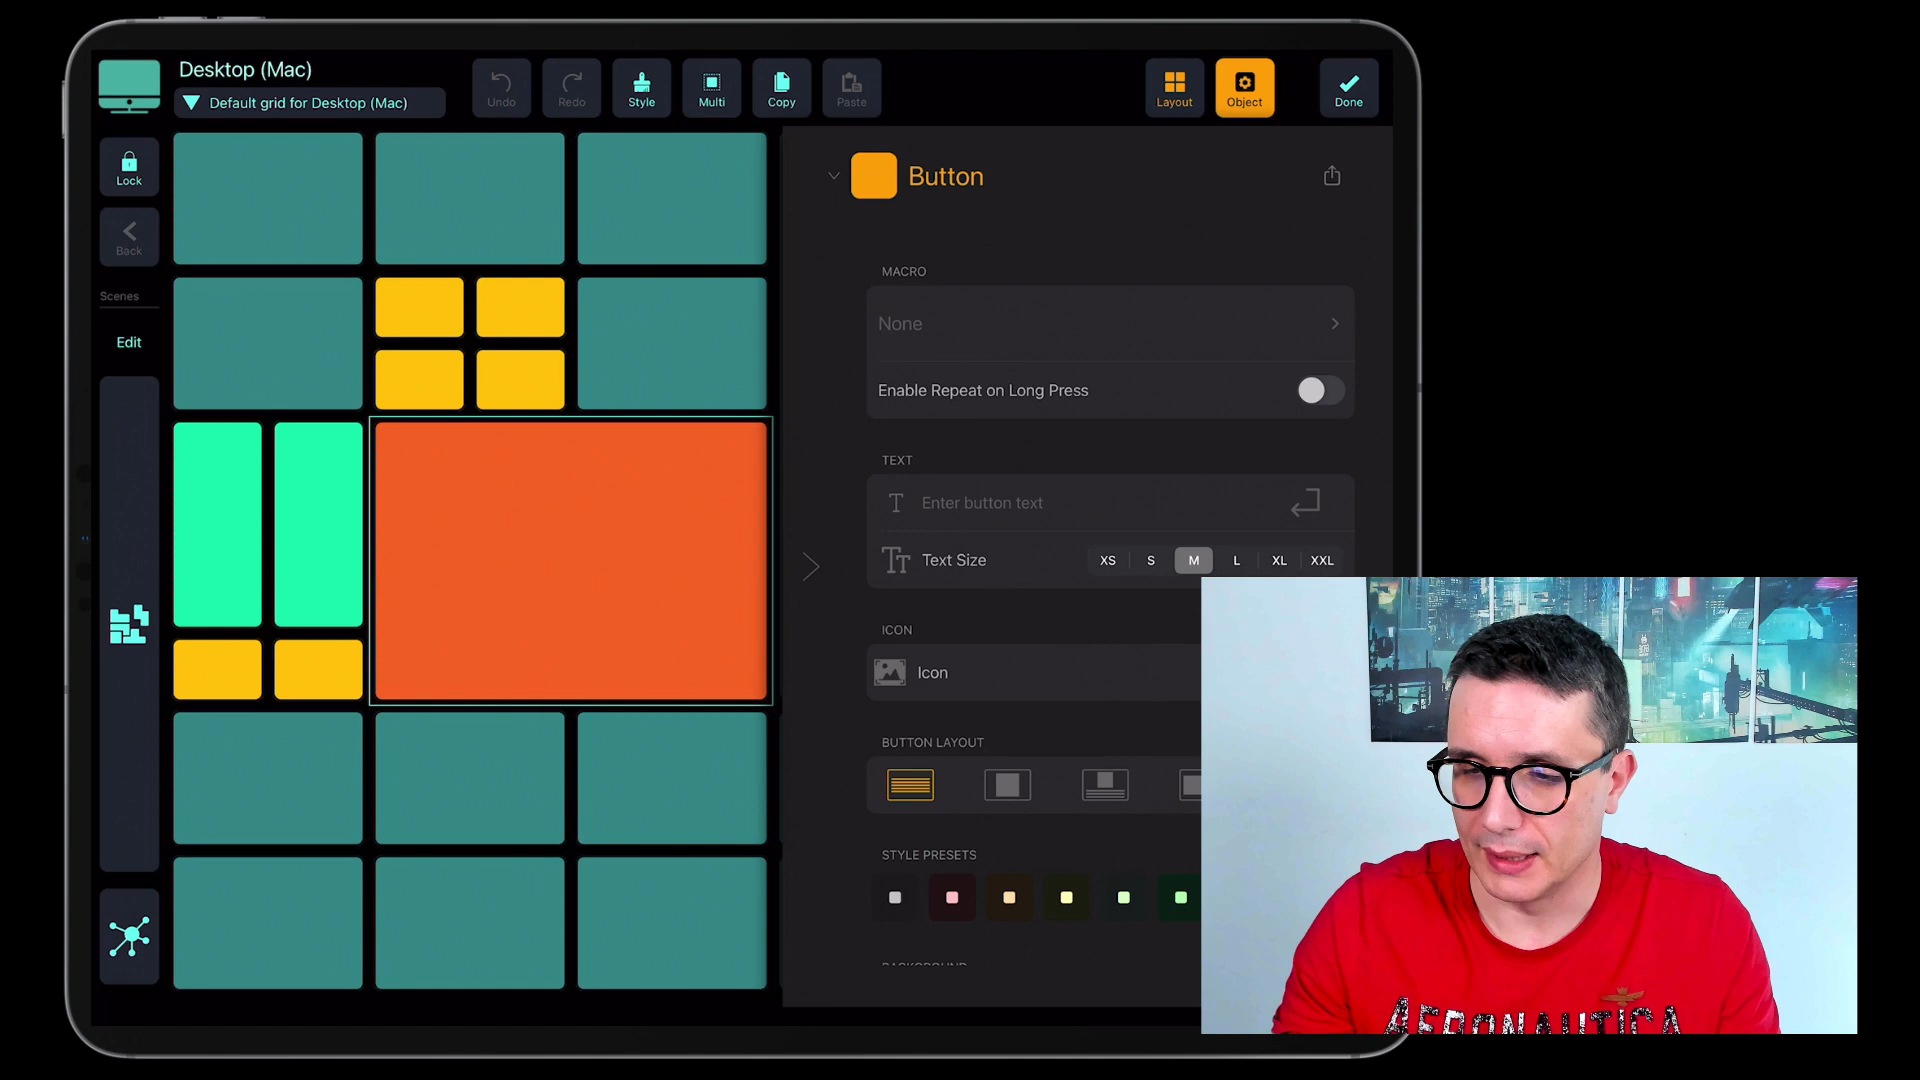 Desktop (Mac)
Default grid for Desktop (Mac)
Undo
Redo
Style
Multi
Copy
Paste
Layout
Object
Done
Lock
Back
Scenes
Edit
Button
MACRO
None
Enable Repeat on Long Press
TEXT
Enter button text
Text Size
XS
S
M
L
XL
XXL
ICON
Icon
BUTTON LAYOUT
STYLE PRESETS
BACKGROUND
AERONAUTICA